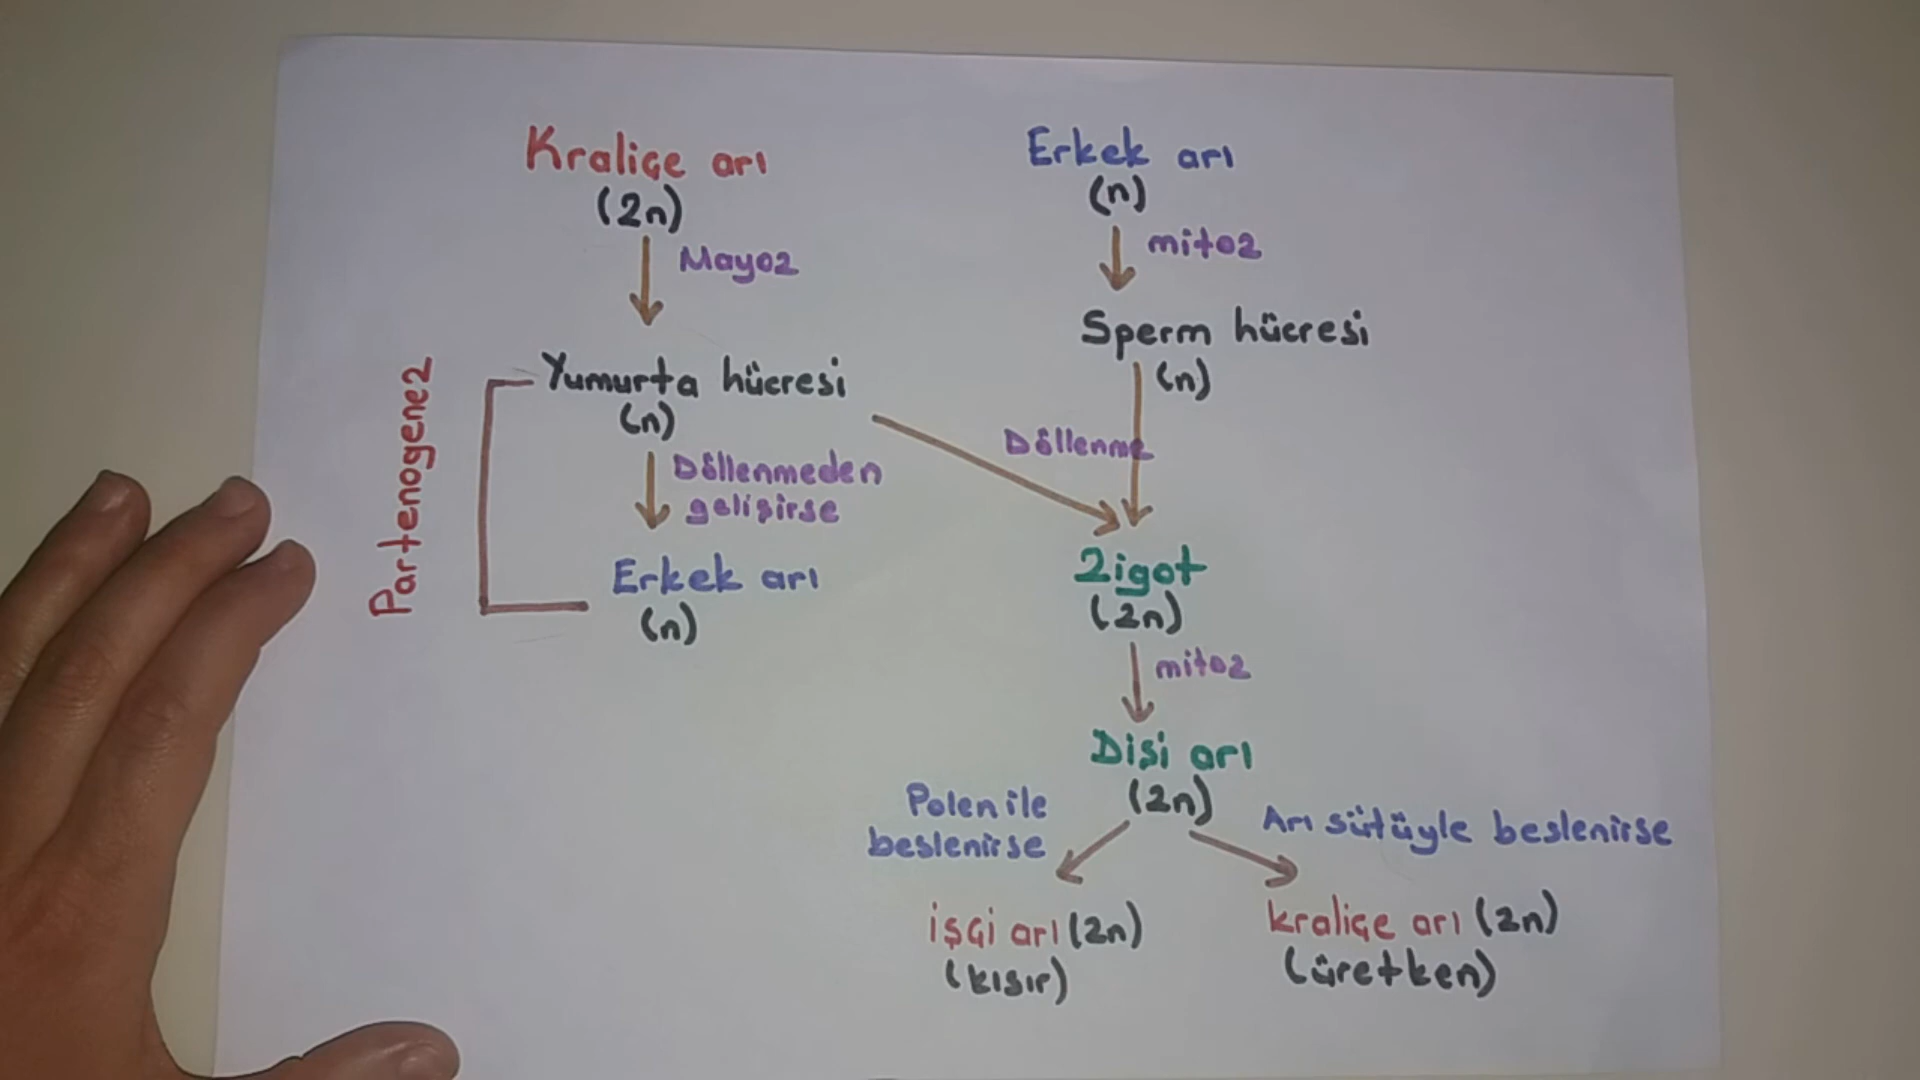 Kraliçe arı
(2n)
Mayoz
Yumurta hücresi
(n)
Döllenmeden
gelişirse
Erkek arı
(n)
Partenogenez
Erkek arı
(n)
mitoz
Sperm hücresi
(n)
Döllenme
Zigot
(2n)
mitoz
Dişi arı
(2n)
Polen ile
beslenirse
Arı sütüyle beslenirse
işçi arı (2n)
(kısır)
kraliçe arı (2n)
(üretken)